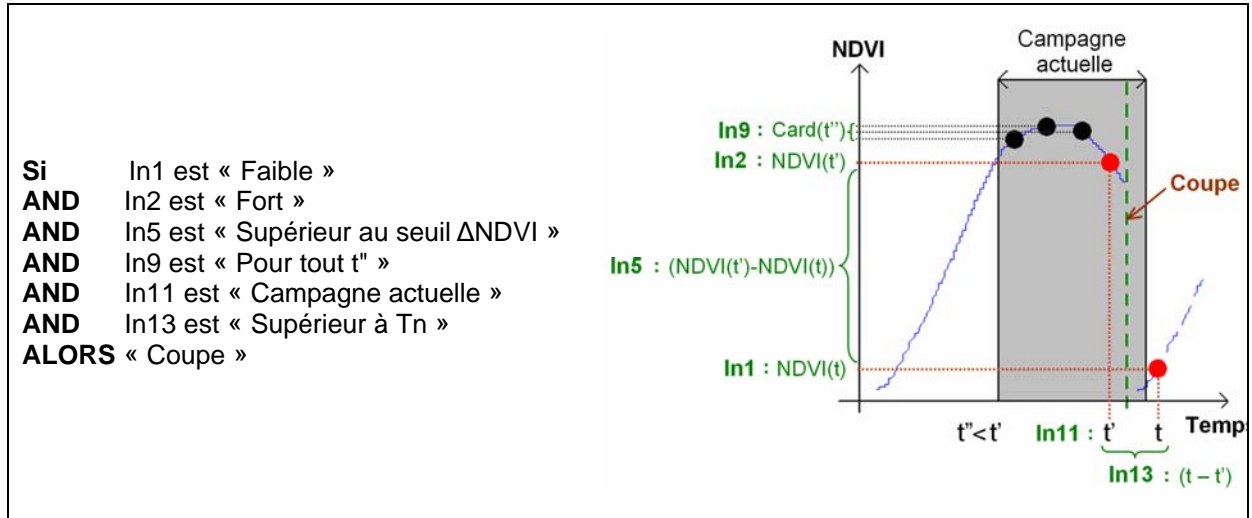 Si In1 est « Faible »
AND In2 est « Fort »
AND In5 est « Supérieur au seuil ΔNDVI »
AND In9 est « Pour tout t" »
AND In11 est « Campagne actuelle »
AND In13 est « Supérieur à Tn »
ALORS « Coupe »
NDVI
Campagne
actuelle
In9 : Card(t'')
In2 : NDVI(t')
Coupe
In5 : (NDVI(t')-NDVI(t))
In1 : NDVI(t)
t''<t' In11 : t' t Temps
In13 : (t – t')